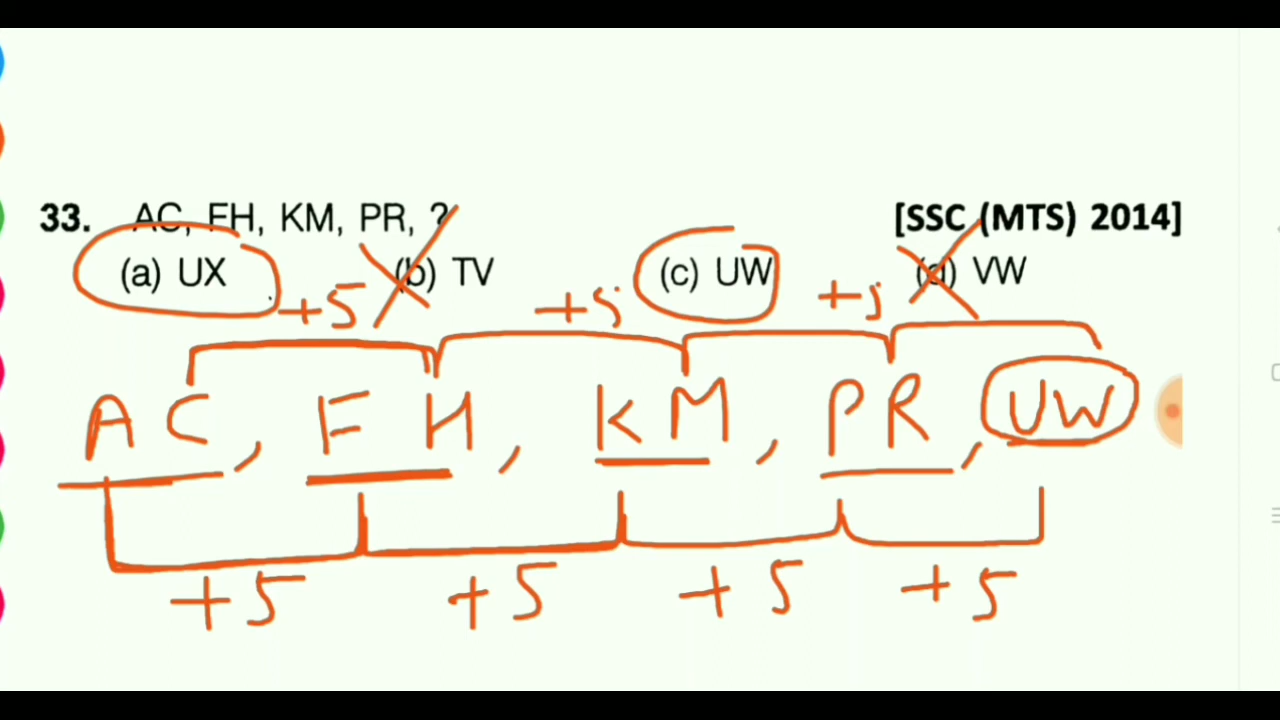 33. AC, FH, KM, PR, ? [SSC (MTS) 2014]
(a) UX (b) TV (c) UW (d) VW
+5 +5 +5
AC, FH, KM, PR, UW
+5 +5 +5 +5